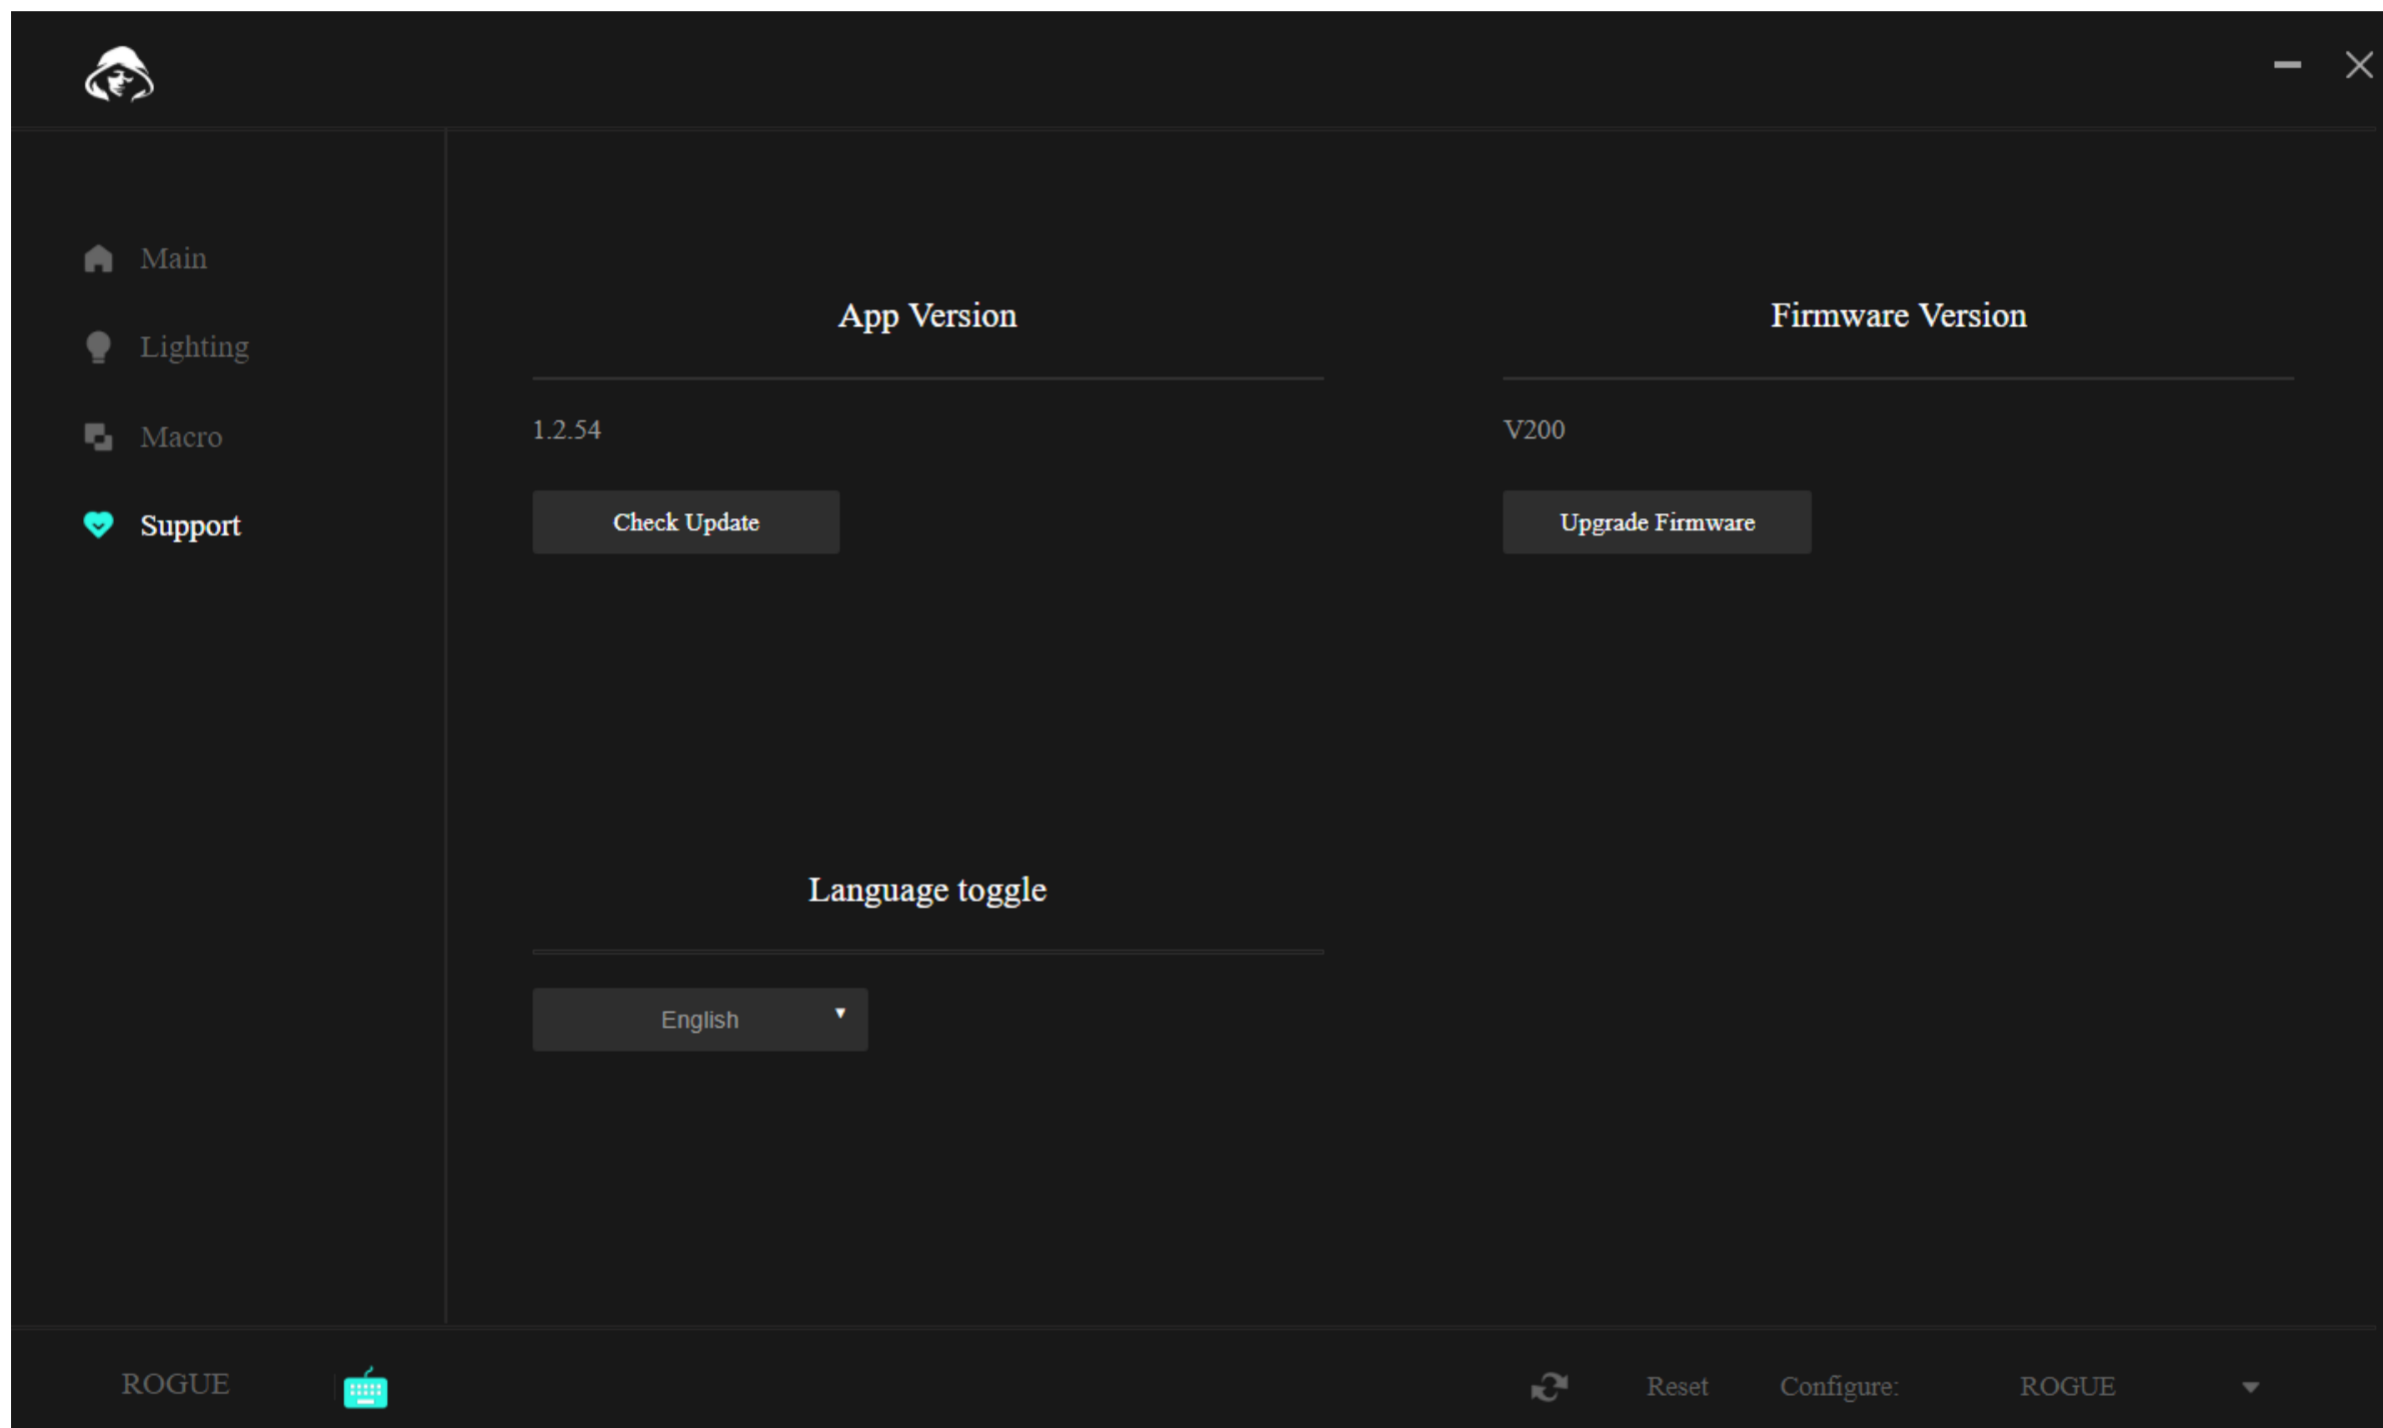 Main
Lighting
Macro
Support
App Version
1.2.54
Check Update
Firmware Version
V200
Upgrade Firmware
Language toggle
English
ROGUE
Reset
Configure:
ROGUE